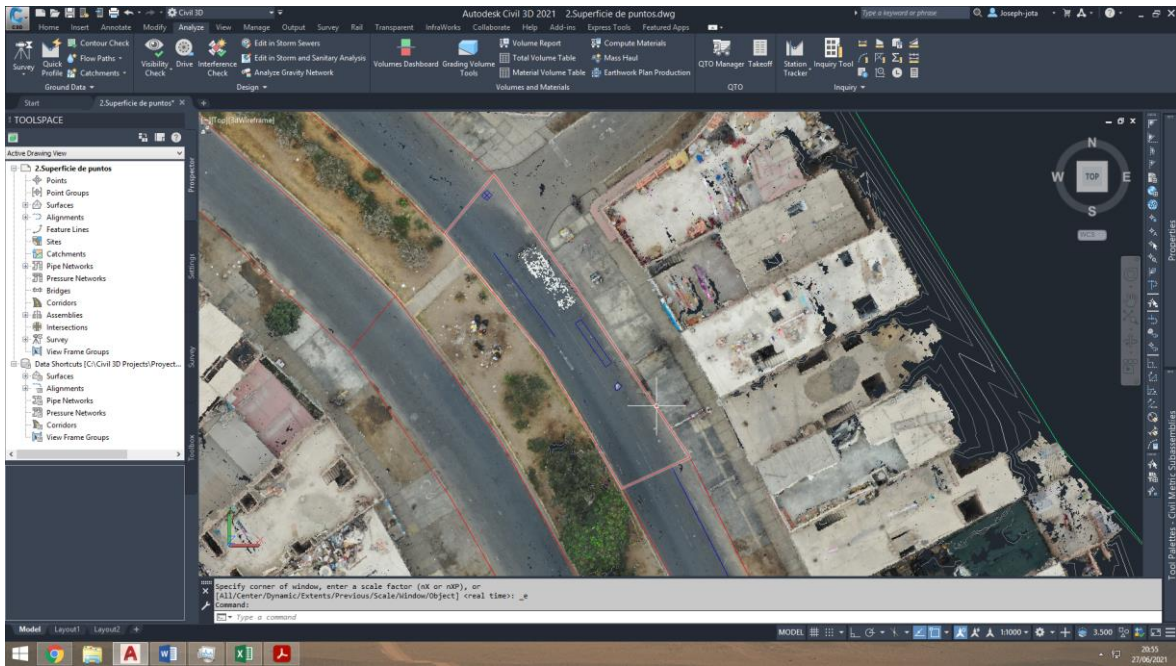 Civil 3D
Autodesk Civil 3D 2021 2.Superficie de puntos.dwg
Type a keyword or phrase
Joseph-jota
Home Insert Annotate Modify Analyze View Manage Output Survey Rail Transparent InfraWorks Collaborate Help Add-ins Express Tools Featured Apps
Survey
Quick Profile
Contour Check
Flow Paths
Catchments
Ground Data
Visibility Check
Drive
Interference Check
Edit in Storm Sewers
Edit in Storm and Sanitary Analysis
Analyze Gravity Network
Design
Volumes Dashboard
Grading Volume Tools
Volume Report
Total Volume Table
Material Volume Table
Compute Materials
Mass Haul
Earthwork Plan Production
Volumes and Materials
QTO Manager
Takeoff
QTO
Station Tracker
Inquiry Tool
Inquiry
Start
2.Superficie de puntos*
TOOLSPACE
Active Drawing View
2.Superficie de puntos
Points
Point Groups
Surfaces
Alignments
Feature Lines
Sites
Catchments
Pipe Networks
Pressure Networks
Bridges
Corridors
Assemblies
Intersections
Survey
View Frame Groups
Data Shortcuts [C:\Civil 3D Projects\Proyect...
Surfaces
Alignments
Pipe Networks
Pressure Networks
Corridors
View Frame Groups
Prospector
Settings
Survey
Toolbox
[-][Top][3dWireframe]
N
W
TOP
E
S
WCS
Properties
Tool Palettes - Civil Metric Subassemblies
Specify corner of window, enter a scale factor (nX or nXP), or
[All/Center/Dynamic/Extents/Previous/Scale/Window/Object] <real time>: _e
Command:
Type a command
Model Layout1 Layout2 +
MODEL
1:1000
3.500
20:55
27/06/2021